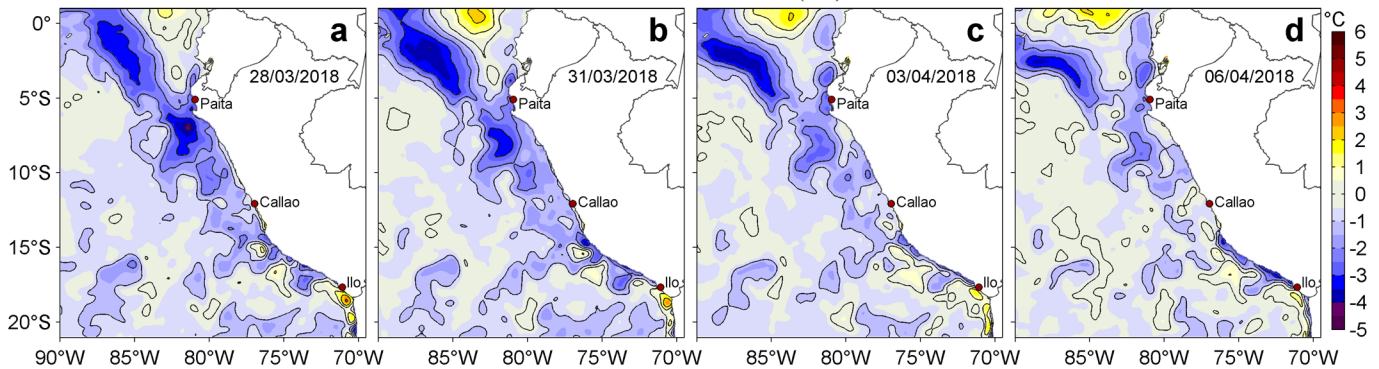 a b c d
°C
0°
5°S
10°S
15°S
20°S
28/03/2018 31/03/2018 03/04/2018 06/04/2018
Paita Paita Paita Paita
Callao Callao Callao Callao
Ilo Ilo Ilo Ilo
6
5
4
3
2
1
0
-1
-2
-3
-4
-5
90°W 85°W 80°W 75°W 70°W 85°W 80°W 75°W 70°W 85°W 80°W 75°W 70°W 85°W 80°W 75°W 70°W